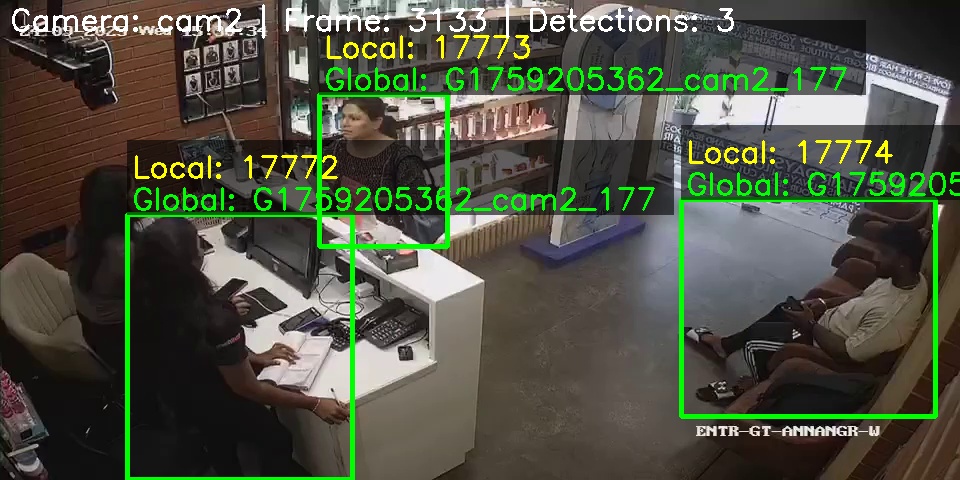 Camera: cam2 | Frame: 3133 | Detections: 3
Local: 17773
Global: G1759205362_cam2_177
Local: 17772
Global: G1759205362_cam2_177
Local: 17774
Global: G1759205
ENTR-GT-ANNANGR-W